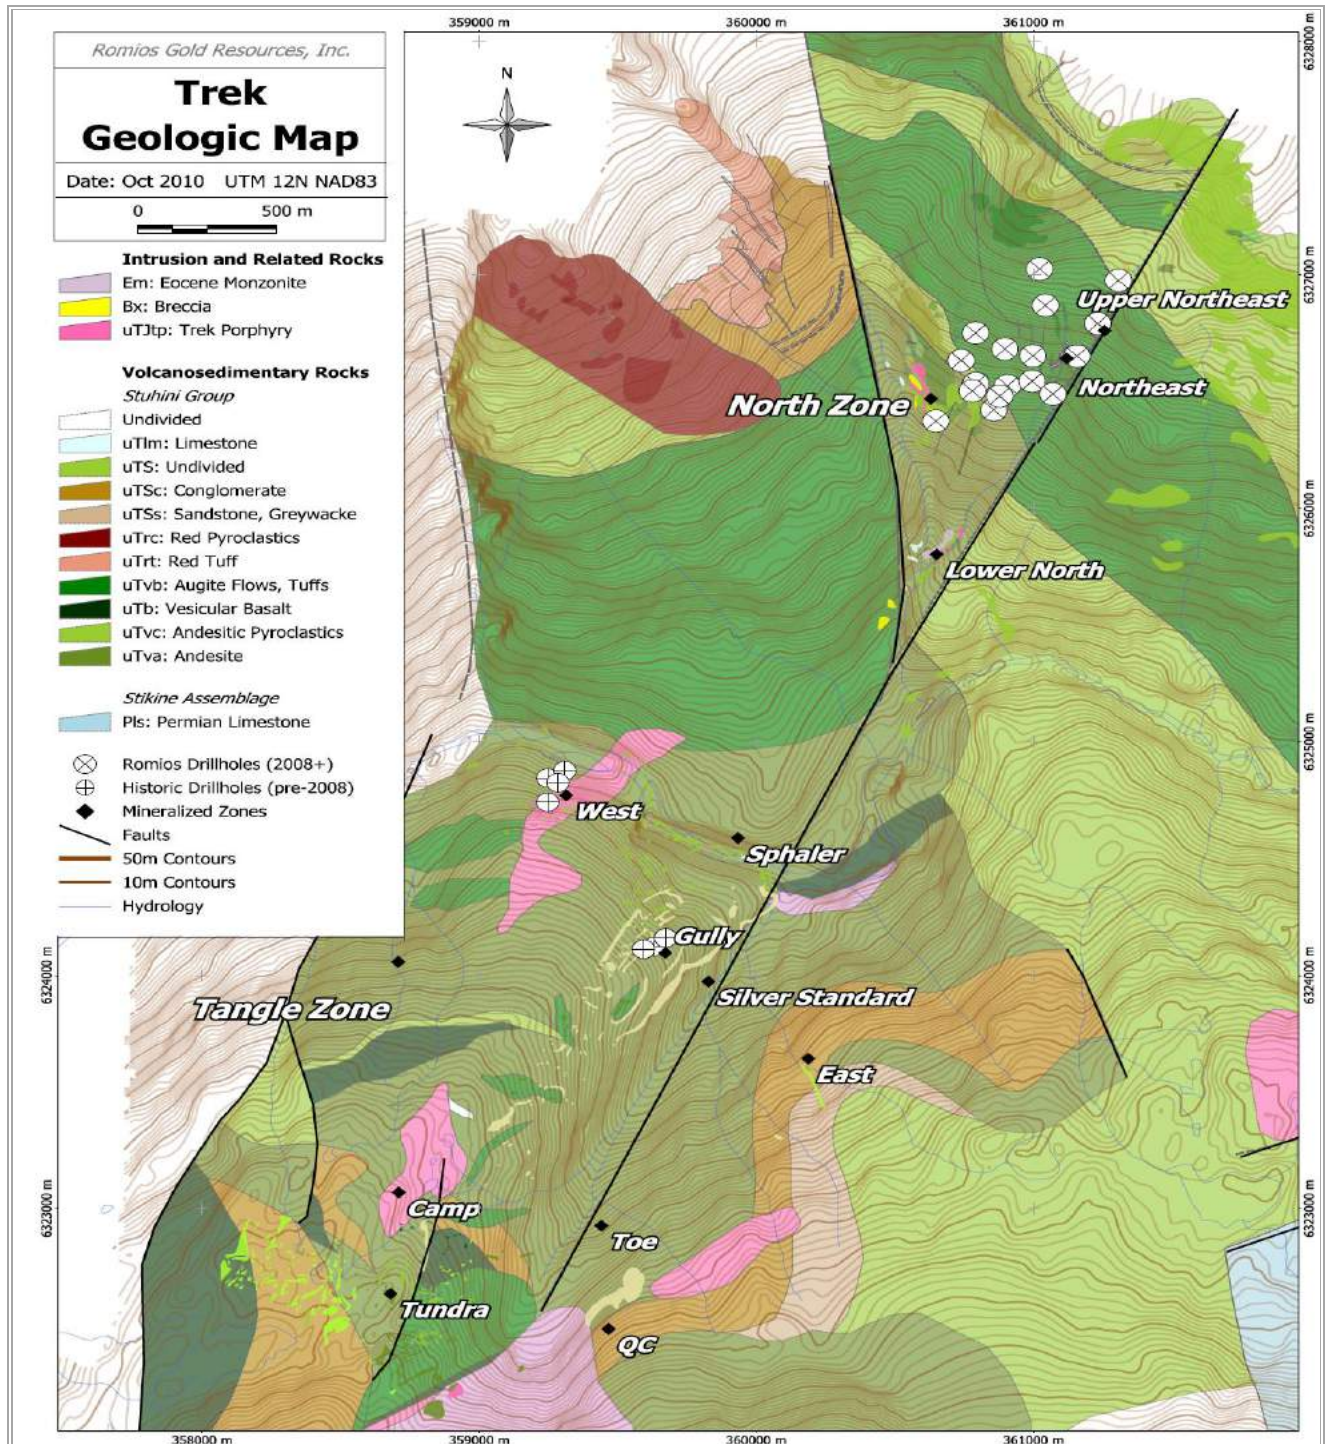 359000 m
360000 m
361000 m
6328000 m
Romios Gold Resources, Inc.
Trek
Geologic Map
Date: Oct 2010 UTM 12N NAD83
0 500 m
N
Intrusion and Related Rocks
Em: Eocene Monzonite
Bx: Breccia
uTJtp: Trek Porphyry
Volcanosedimentary Rocks
Stuhini Group
Undivided
uTlm: Limestone
uTS: Undivided
uTSc: Conglomerate
uTSs: Sandstone, Greywacke
uTrc: Red Pyroclastics
uTrt: Red Tuff
uTvb: Augite Flows, Tuffs
uTb: Vesicular Basalt
uTvc: Andesitic Pyroclastics
uTva: Andesite
Stikine Assemblage
Pls: Permian Limestone
Romios Drillholes (2008+)
Historic Drillholes (pre-2008)
Mineralized Zones
Faults
50m Contours
10m Contours
Hydrology
6327000 m
Upper Northeast
Northeast
North Zone
6326000 m
Lower North
6325000 m
West
Sphaler
Gully
6324000 m
6324000 m
Silver Standard
Tangle Zone
East
6323000 m
6323000 m
Camp
Toe
Tundra
QC
358000 m
359000 m
360000 m
361000 m